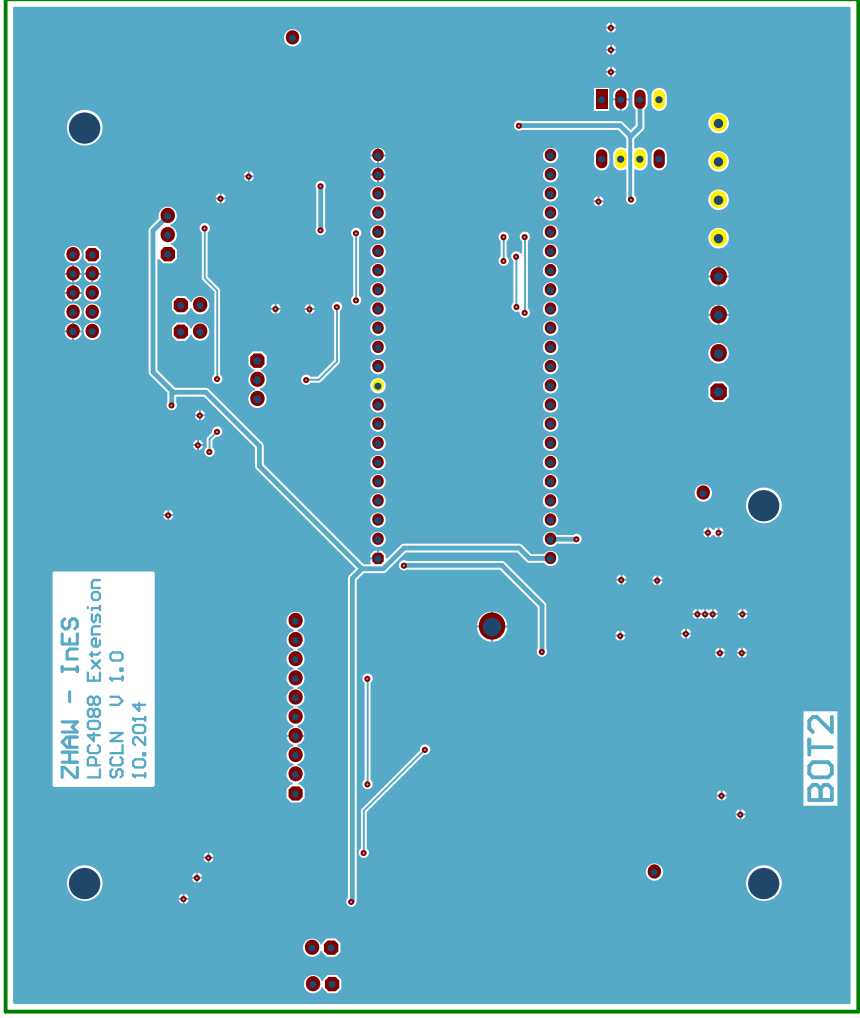 ZHAW - InES
LPC4088 Extension
SCLN V 1.0
10.2014
BOT2